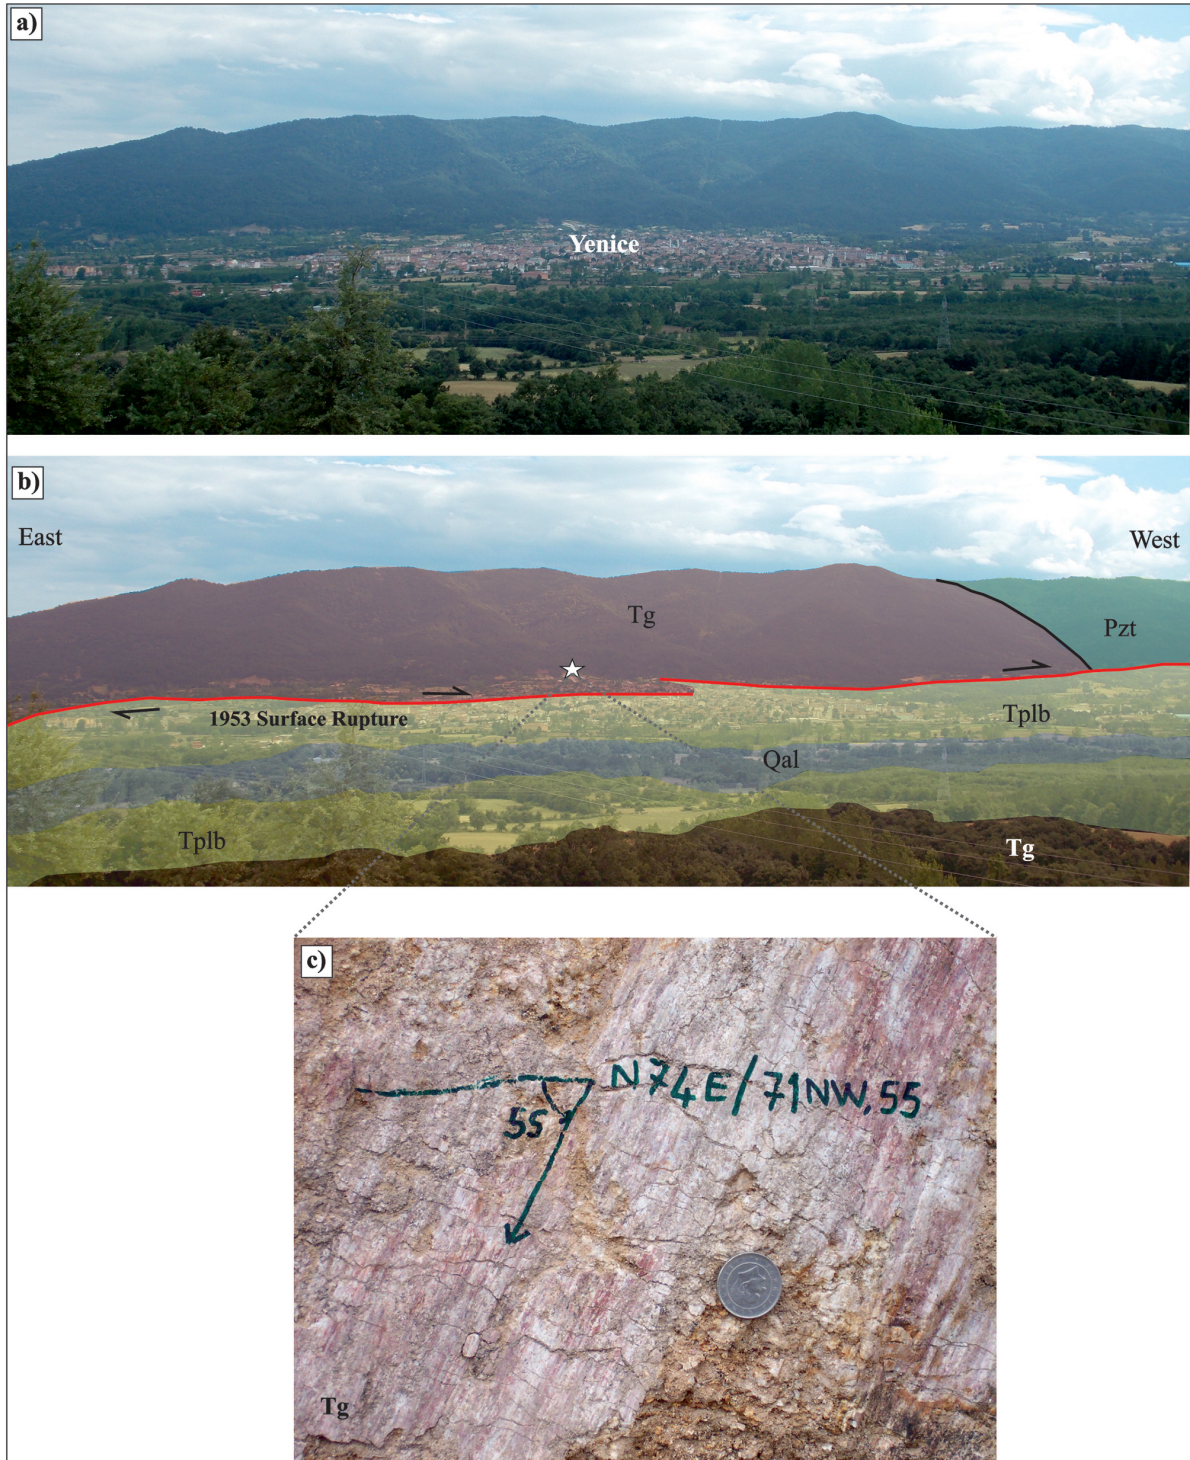 a)
Yenice
b)
East
West
Tg
Pzt
1953 Surface Rupture
Tplb
Qal
Tplb
Tg
c)
N74E/71NW,55
55
Tg